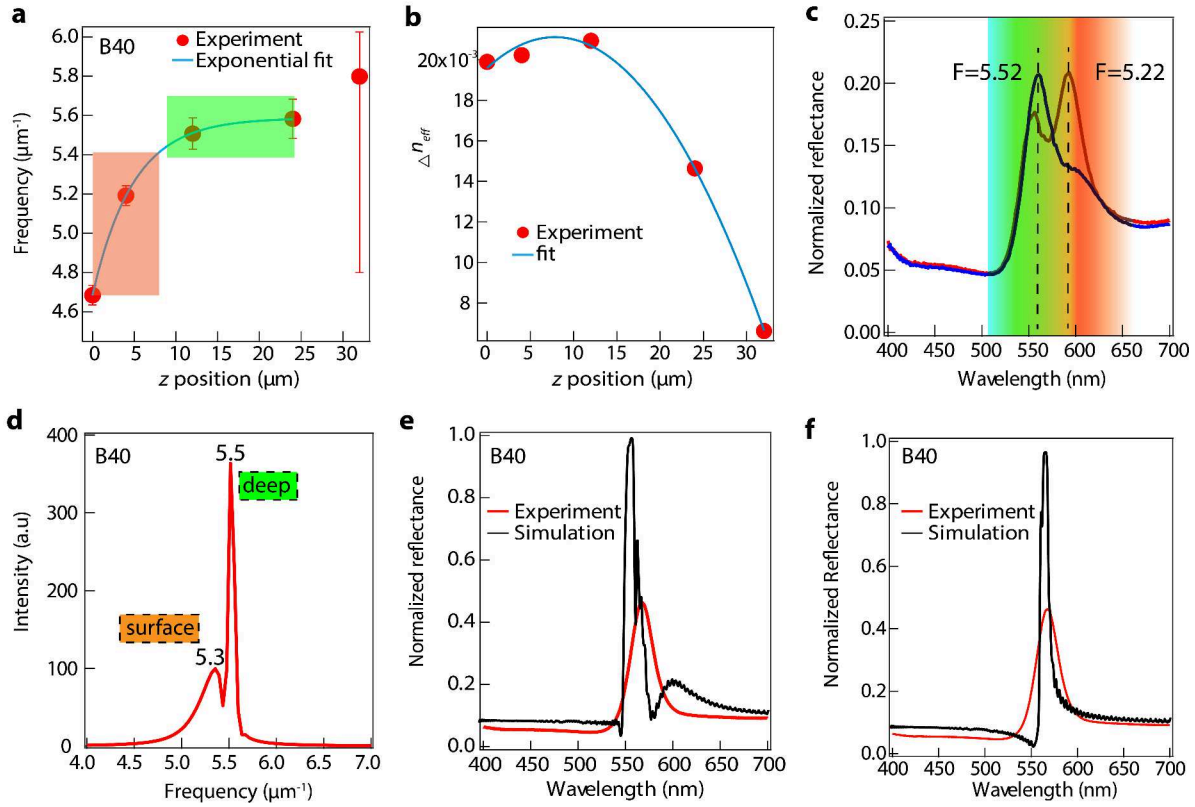 a
B40
Experiment
Exponential fit
6.0
5.8
5.6
5.4
5.2
5.0
4.8
4.6
Frequency (μm⁻¹)
0
5
10
15
20
25
30
z position (μm)
b
20x10⁻³
18
16
14
12
10
8
△n_eff
Experiment
fit
0
5
10
15
20
25
30
z position (μm)
c
0.25
0.20
0.15
0.10
0.05
0.00
Normalized reflectance
F=5.52
F=5.22
400
450
500
550
600
650
700
Wavelength (nm)
d
B40
400
300
200
100
0
Intensity (a.u)
5.5
deep
surface
5.3
4.0
4.5
5.0
5.5
6.0
6.5
7.0
Frequency (μm⁻¹)
e
B40
Experiment
Simulation
1.0
0.8
0.6
0.4
0.2
0.0
Normalized reflectance
400
450
500
550
600
650
700
Wavelength (nm)
f
B40
Experiment
Simulation
1.0
0.8
0.6
0.4
0.2
0.0
Normalized Reflectance
400
450
500
550
600
650
700
Wavelength (nm)